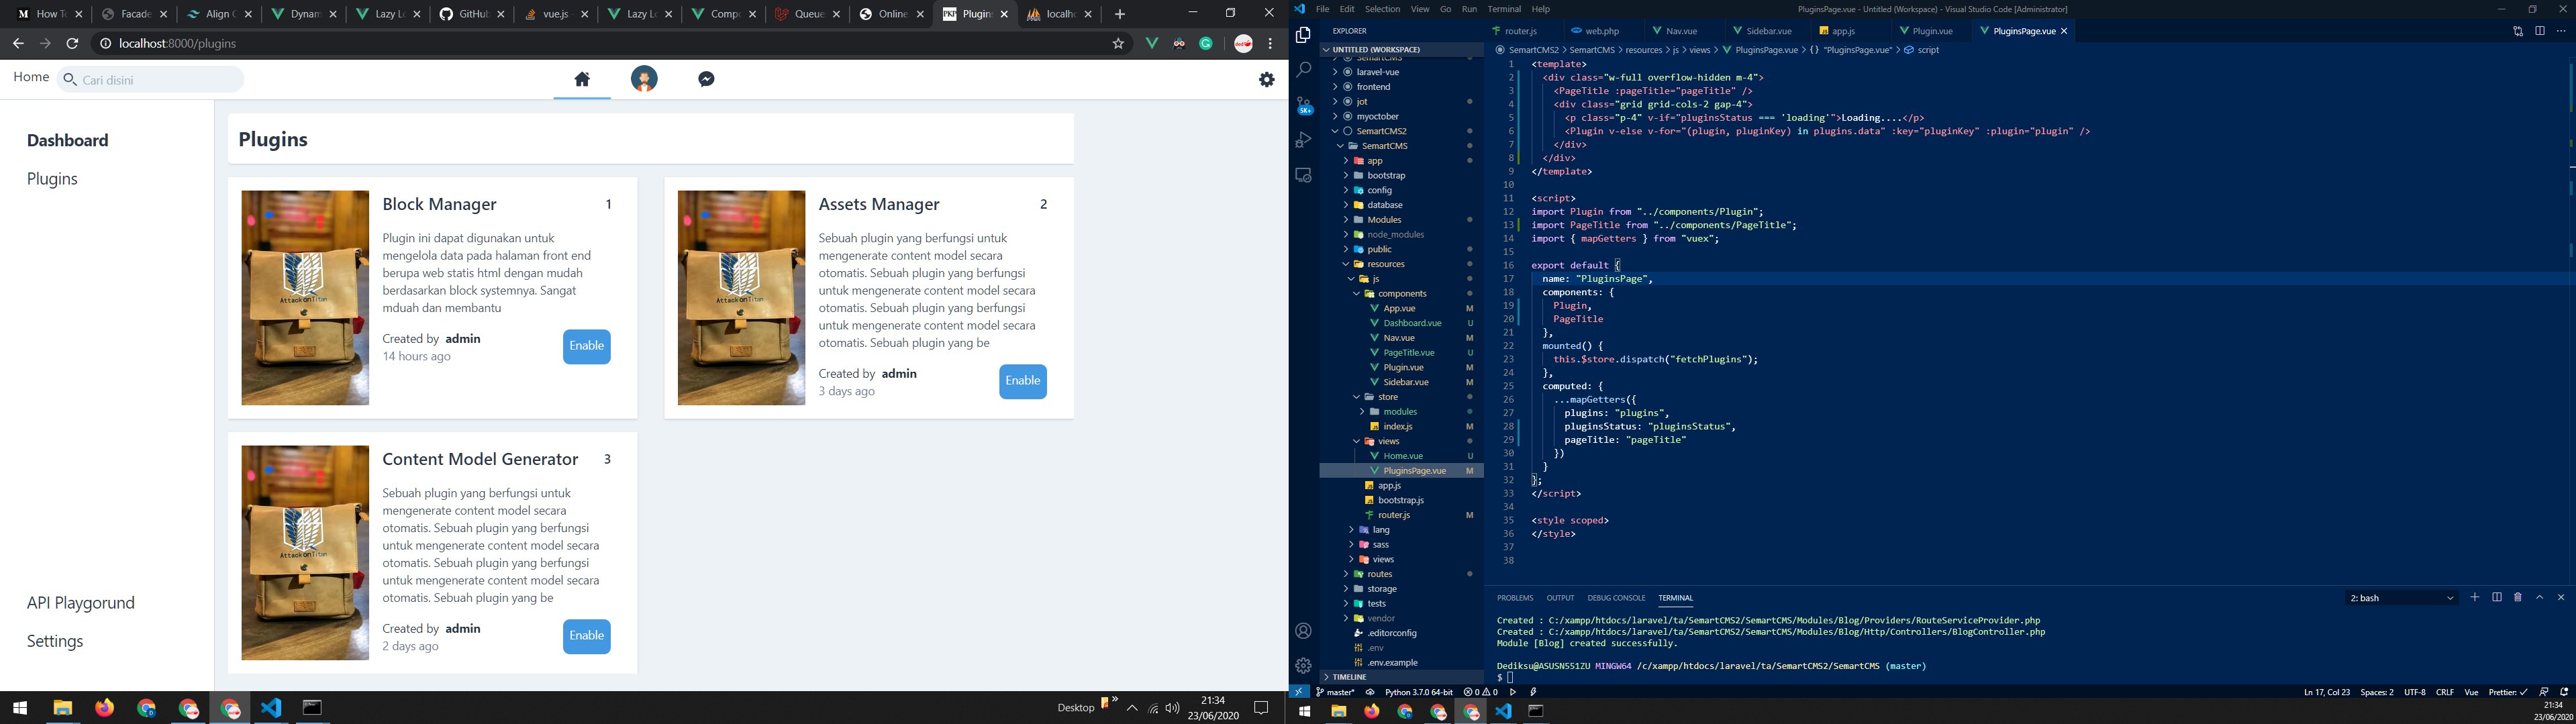 How To
Facade
Align C
Dynam
Lazy Lo
GitHub
vue.js
Lazy Lo
Compo
Queue
Online
PKP Plugins
localho
localhost:8000/plugins
Home
Cari disini
Dashboard
Plugins
API Playgorund
Settings
Plugins
Block Manager 1
Plugin ini dapat digunakan untuk
mengelola data pada halaman front end
berupa web statis html dengan mudah
berdasarkan block systemnya. Sangat
mduah dan membantu
Created by admin
14 hours ago
Enable
Attack on Titan
Assets Manager 2
Sebuah plugin yang berfungsi untuk
mengenerate content model secara
otomatis. Sebuah plugin yang berfungsi
untuk mengenerate content model secara
otomatis. Sebuah plugin yang berfungsi
untuk mengenerate content model secara
otomatis. Sebuah plugin yang be
Created by admin
3 days ago
Enable
Attack on Titan
Content Model Generator 3
Sebuah plugin yang berfungsi untuk
mengenerate content model secara
otomatis. Sebuah plugin yang berfungsi
untuk mengenerate content model secara
otomatis. Sebuah plugin yang berfungsi
untuk mengenerate content model secara
otomatis. Sebuah plugin yang be
Created by admin
2 days ago
Enable
Attack on Titan
Desktop
21:34
23/06/2020
File Edit Selection View Go Run Terminal Help
PluginsPage.vue - Untitled (Workspace) - Visual Studio Code [Administrator]
EXPLORER
UNTITLED (WORKSPACE)
SemartCMS
laravel-vue
frontend
jot
myoctober
SemartCMS2
SemartCMS
app
bootstrap
config
database
Modules
node_modules
public
resources
js
components
App.vue M
Dashboard.vue U
Nav.vue M
PageTitle.vue U
Plugin.vue M
Sidebar.vue M
store
modules
index.js M
views
Home.vue U
PluginsPage.vue M
app.js
bootstrap.js
router.js M
lang
sass
views
routes
storage
tests
vendor
.editorconfig
.env
.env.example
TIMELINE
5K+
router.js
web.php
Nav.vue
Sidebar.vue
app.js
Plugin.vue
PluginsPage.vue
SemartCMS2 > SemartCMS > resources > js > views > PluginsPage.vue > {} "PluginsPage.vue" > script
1 <template>
2 <div class="w-full overflow-hidden m-4">
3 <PageTitle :pageTitle="pageTitle" />
4 <div class="grid grid-cols-2 gap-4">
5 <p class="p-4" v-if="pluginsStatus === 'loading'">Loading....</p>
6 <Plugin v-else v-for="(plugin, pluginKey) in plugins.data" :key="pluginKey" :plugin="plugin" />
7 </div>
8 </div>
9 </template>
10
11 <script>
12 import Plugin from "../components/Plugin";
13 import PageTitle from "../components/PageTitle";
14 import { mapGetters } from "vuex";
15
16 export default {
17 name: "PluginsPage",
18 components: {
19 Plugin,
20 PageTitle
21 },
22 mounted() {
23 this.$store.dispatch("fetchPlugins");
24 },
25 computed: {
26 ...mapGetters({
27 plugins: "plugins",
28 pluginsStatus: "pluginsStatus",
29 pageTitle: "pageTitle"
30 })
31 }
32 };
33 </script>
34
35 <style scoped>
36 </style>
37
38
PROBLEMS OUTPUT DEBUG CONSOLE TERMINAL
2: bash
Created : C:/xampp/htdocs/laravel/ta/SemartCMS2/SemartCMS/Modules/Blog/Providers/RouteServiceProvider.php
Created : C:/xampp/htdocs/laravel/ta/SemartCMS2/SemartCMS/Modules/Blog/Http/Controllers/BlogController.php
Module [Blog] created successfully.
Dediksu@ASUSN551ZU MINGW64 /c/xampp/htdocs/laravel/ta/SemartCMS2/SemartCMS (master)
$
master* Python 3.7.0 64-bit 0 0
Ln 17, Col 23 Spaces: 2 UTF-8 CRLF Vue Prettier: ✓
21:34
23/06/2020